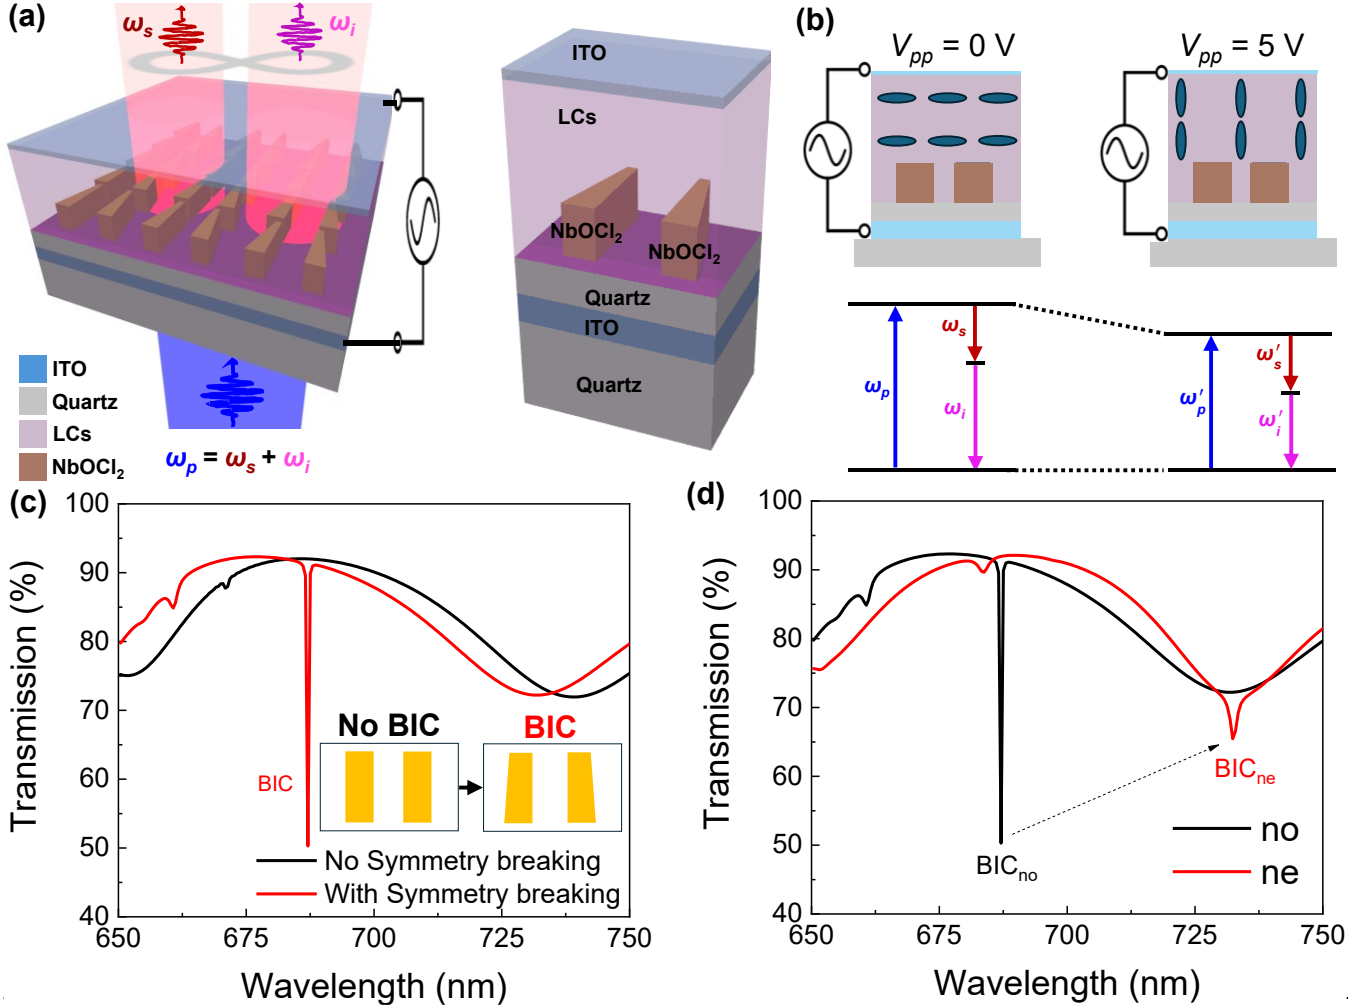 (a)
ωs
ωi
ITO
LCs
NbOCl2
NbOCl2
Quartz
ITO
Quartz
ITO
Quartz
LCs
NbOCl2
ωp = ωs + ωi
(b)
Vpp = 0 V
Vpp = 5 V
ωp
ωs
ωi
ωp′
ωs′
ωi′
(c)
100
90
80
70
60
50
40
650
675
700
725
750
Transmission (%)
Wavelength (nm)
BIC
No BIC
BIC
No Symmetry breaking
With Symmetry breaking
(d)
100
90
80
70
60
50
40
650
675
700
725
750
Transmission (%)
Wavelength (nm)
BICno
BICne
no
ne